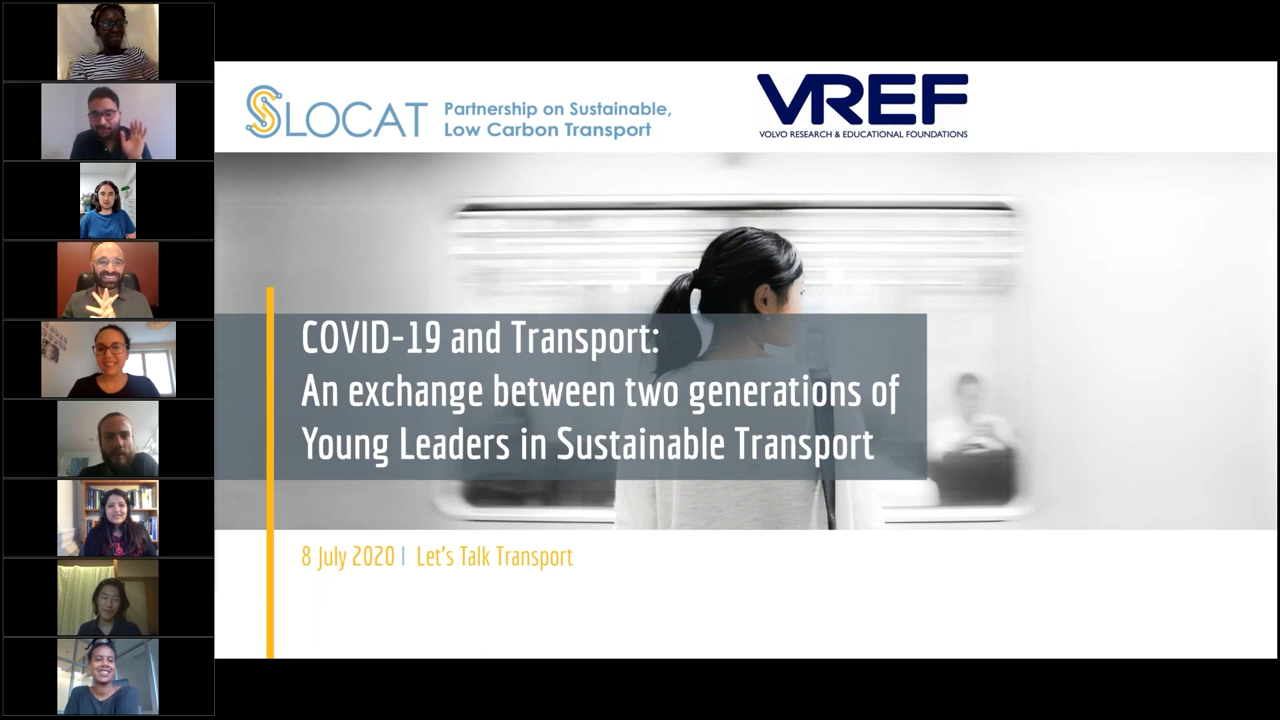 SLOCAT
Partnership on Sustainable,
Low Carbon Transport
VREF
VOLVO RESEARCH & EDUCATIONAL FOUNDATIONS
COVID-19 and Transport:
An exchange between two generations of
Young Leaders in Sustainable Transport
8 July 2020 | Let's Talk Transport